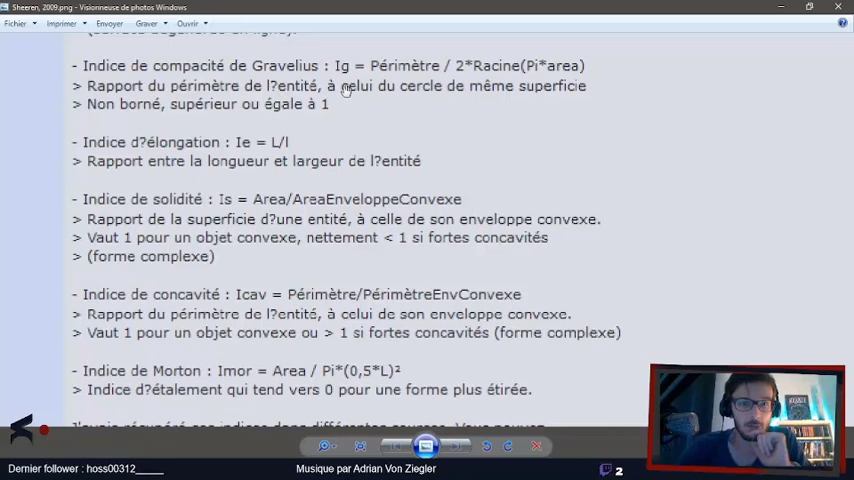 Sheeren, 2009.png - Visionneuse de photos Windows
Fichier Imprimer Envoyer Graver Ouvrir
- Indice de compacité de Gravelius : Ig = Périmètre / 2*Racine(Pi*area)
> Rapport du périmètre de l?entité, à celui du cercle de même superficie
> Non borné, supérieur ou égale à 1
- Indice d?élongation : Ie = L/l
> Rapport entre la longueur et largeur de l?entité
- Indice de solidité : Is = Area/AreaEnveloppeConvexe
> Rapport de la superficie d?une entité, à celle de son enveloppe convexe.
> Vaut 1 pour un objet convexe, nettement < 1 si fortes concavités
> (forme complexe)
- Indice de concavité : Icav = Périmètre/PérimètreEnvConvexe
> Rapport du périmètre de l?entité, à celui de son enveloppe convexe.
> Vaut 1 pour un objet convexe ou > 1 si fortes concavités (forme complexe)
- Indice de Morton : Imor = Area / Pi*(0,5*L)²
> Indice d?étalement qui tend vers 0 pour une forme plus étirée.
Dernier follower : hoss00312_____ Musique par Adrian Von Ziegler 2